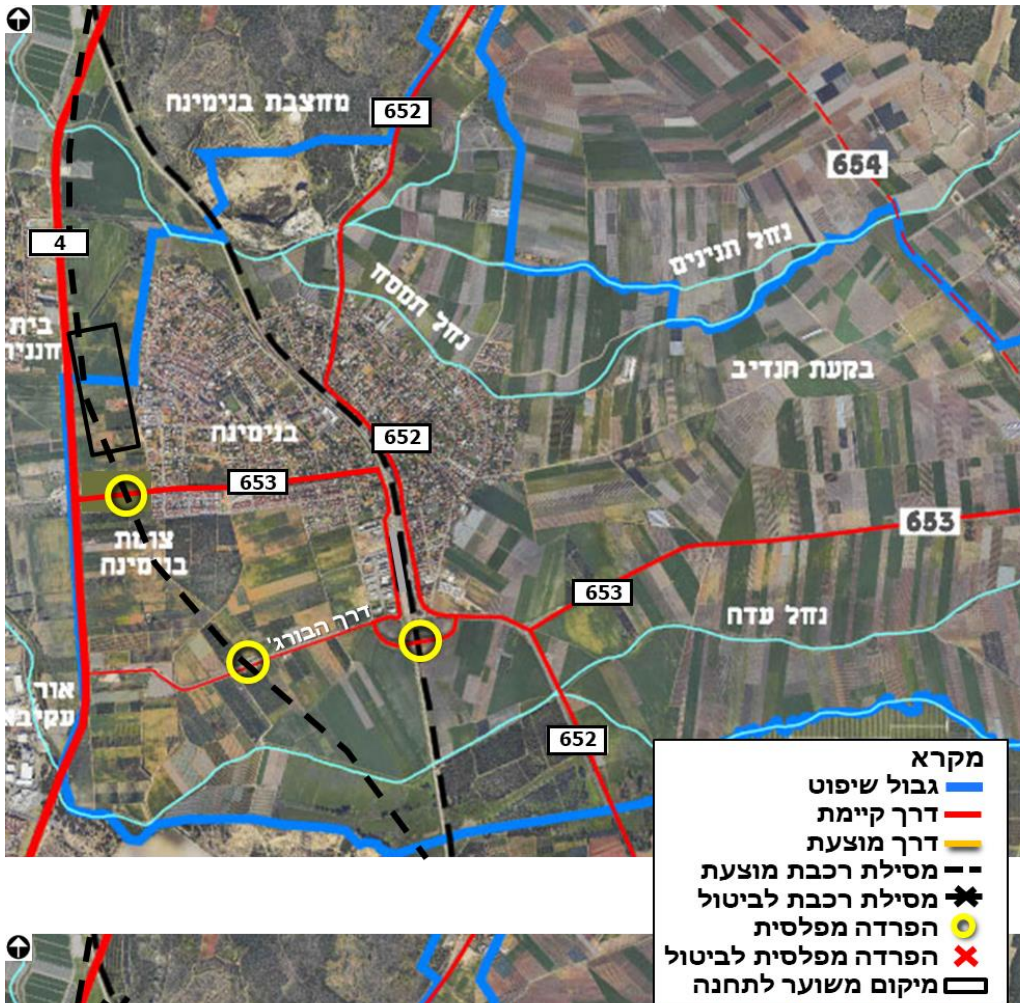 מחצבת בנימינה
652
654
4
נחל תנינים
נחל תמסח
בית
חנניה
בקעת הנדיב
בנימינה
652
653
653
צומת
בנימינה
653
נחל עדה
דרך הבורג'
אור
עקיבא
652
מקרא
גבול שיפוט
דרך קיימת
דרך מוצעת
מסילת רכבת מוצעת
מסילת רכבת לביטול
הפרדה מפלסית
הפרדה מפלסית לביטול
מיקום משוער לתחנה